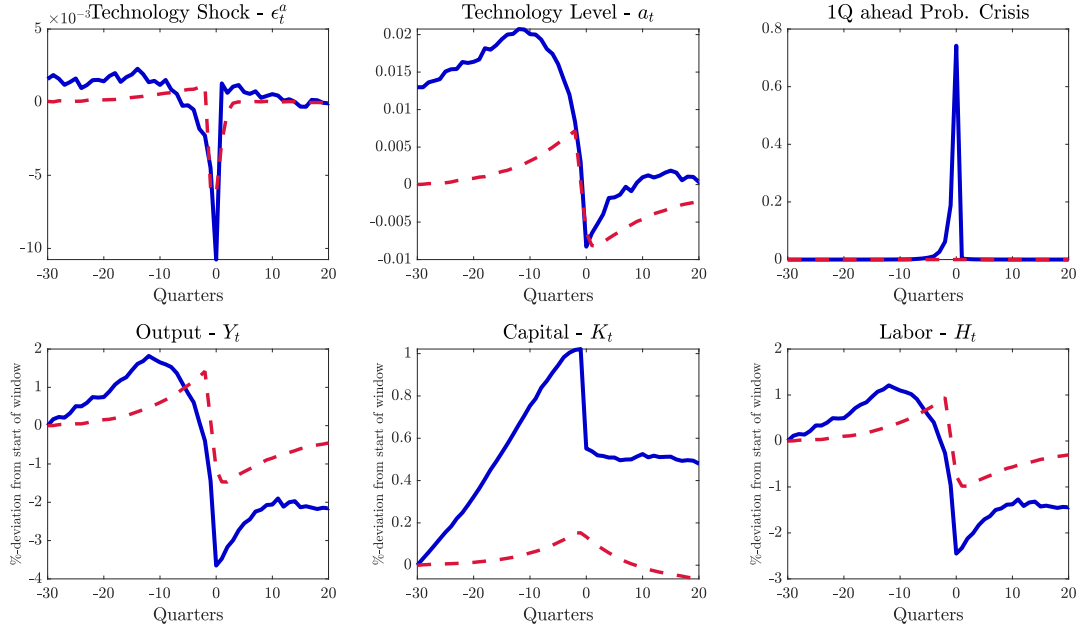 Technology Shock - ϵₜᵃ
×10⁻³
5
0
-5
-10
-30 -20 -10 0 10 20
Quarters
Technology Level - aₜ
0.02
0.015
0.01
0.005
0
-0.005
-0.01
-30 -20 -10 0 10 20
Quarters
1Q ahead Prob. Crisis
0.8
0.6
0.4
0.2
0
-30 -20 -10 0 10 20
Quarters
Output - Yₜ
%-deviation from start of window
2
1
0
-1
-2
-3
-4
-30 -20 -10 0 10 20
Quarters
Capital - Kₜ
1
0.8
0.6
0.4
0.2
0
-30 -20 -10 0 10 20
Quarters
Labor - Hₜ
%-deviation from start of window
2
1
0
-1
-2
-3
-30 -20 -10 0 10 20
Quarters
%-deviation from start of window